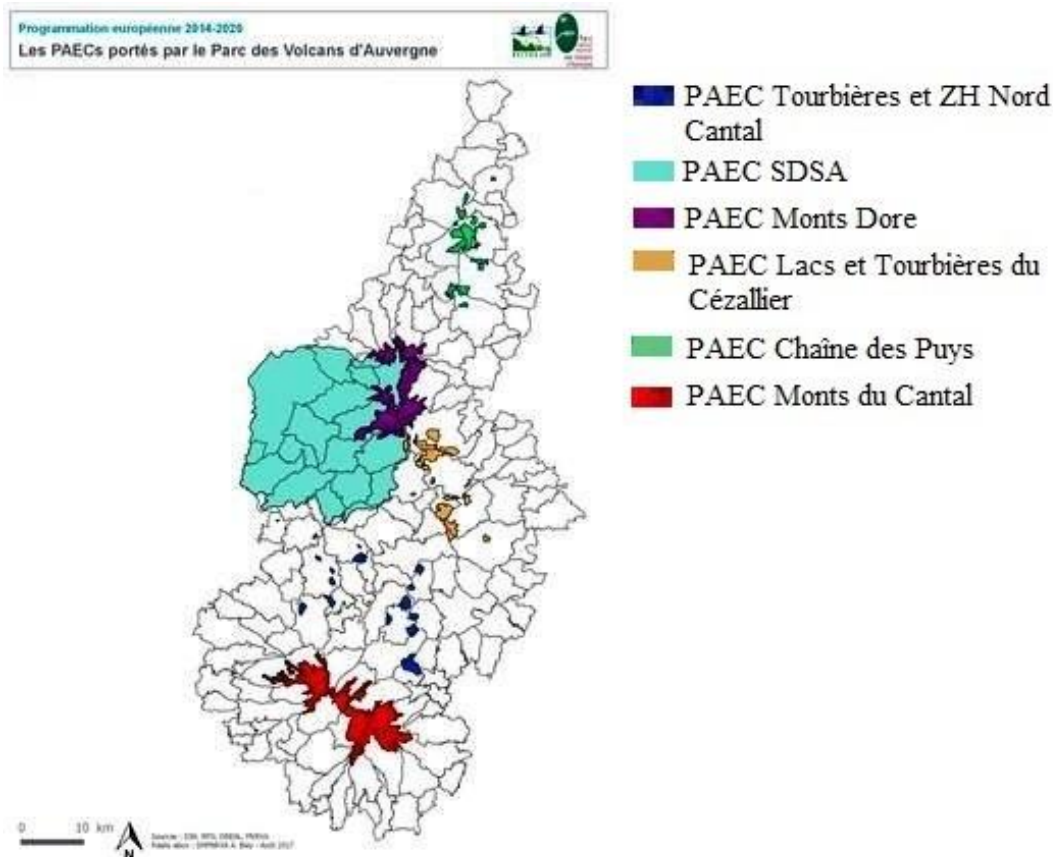 Programmation européenne 2014-2020
Les PAECs portés par le Parc des Volcans d'Auvergne
PAEC Tourbières et ZH Nord
Cantal
PAEC SDSA
PAEC Monts Dore
PAEC Lacs et Tourbières du
Cézallier
PAEC Chaîne des Puys
PAEC Monts du Cantal
0 10 km
N